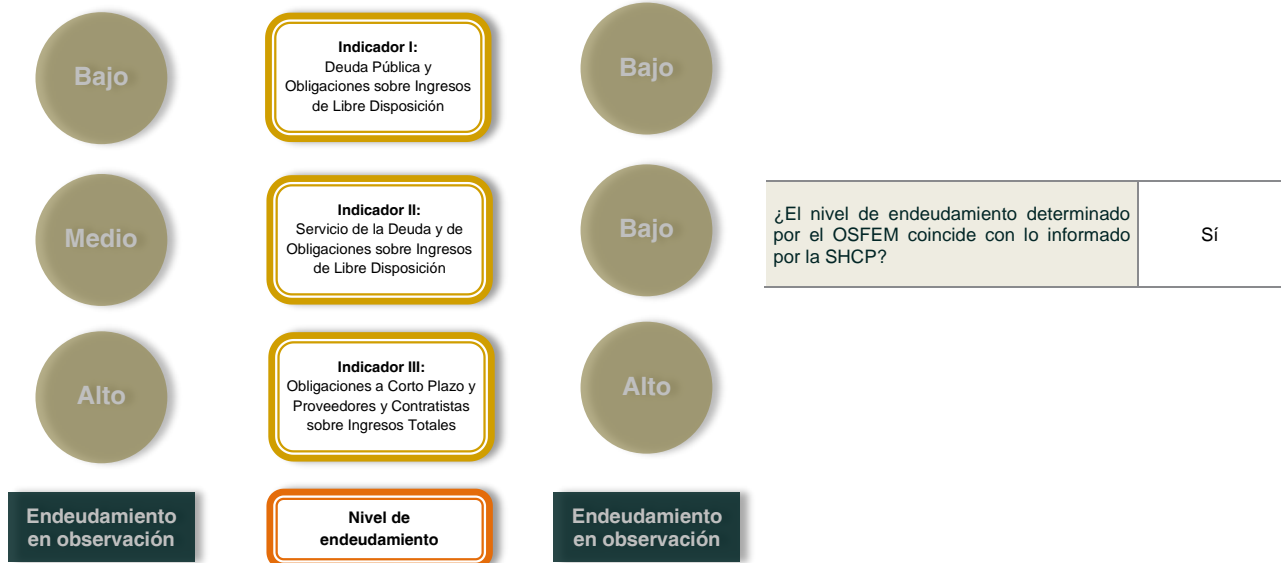 Bajo
Indicador I:
Deuda Pública y
Obligaciones sobre Ingresos
de Libre Disposición
Bajo
Medio
Indicador II:
Servicio de la Deuda y de
Obligaciones sobre Ingresos
de Libre Disposición
Bajo
¿El nivel de endeudamiento determinado
por el OSFEM coincide con lo informado
por la SHCP?
Sí
Alto
Indicador III:
Obligaciones a Corto Plazo y
Proveedores y Contratistas
sobre Ingresos Totales
Alto
Endeudamiento
en observación
Nivel de
endeudamiento
Endeudamiento
en observación